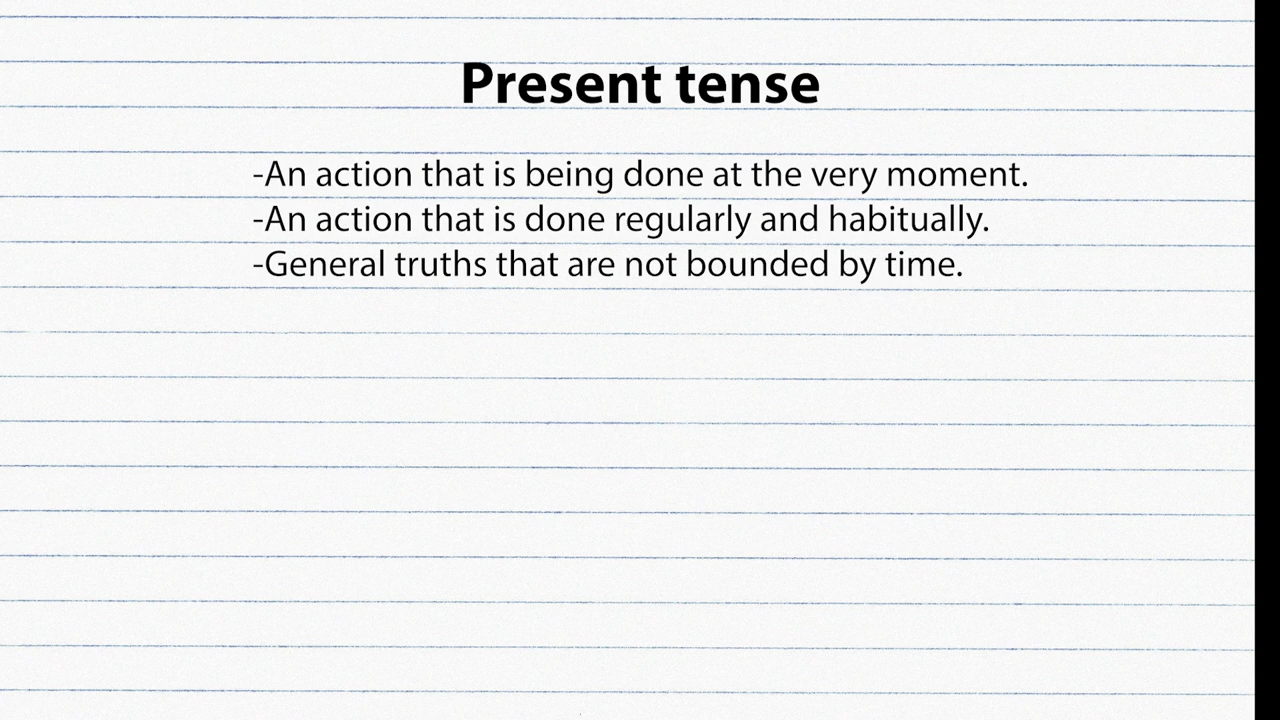 Present tense
-An action that is being done at the very moment.
-An action that is done regularly and habitually.
-General truths that are not bounded by time.